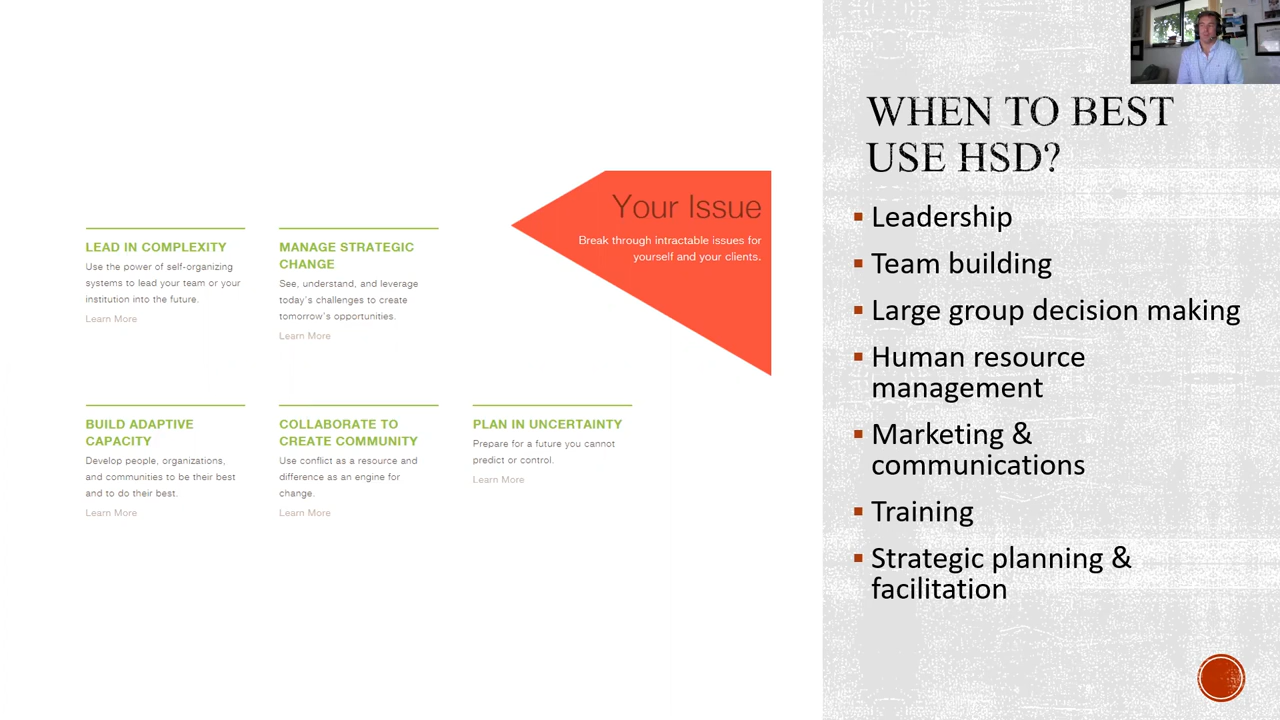 WHEN TO BEST
USE HSD?
Leadership
Team building
Large group decision making
Human resource
management
Marketing &
communications
Training
Strategic planning &
facilitation
Your Issue
Break through intractable issues for
yourself and your clients.
LEAD IN COMPLEXITY
Use the power of self-organizing
systems to lead your team or your
institution into the future.
Learn More
MANAGE STRATEGIC
CHANGE
See, understand, and leverage
today's challenges to create
tomorrow's opportunities.
Learn More
BUILD ADAPTIVE
CAPACITY
Develop people, organizations,
and communities to be their best
and to do their best.
Learn More
COLLABORATE TO
CREATE COMMUNITY
Use conflict as a resource and
difference as an engine for
change.
Learn More
PLAN IN UNCERTAINTY
Prepare for a future you cannot
predict or control.
Learn More